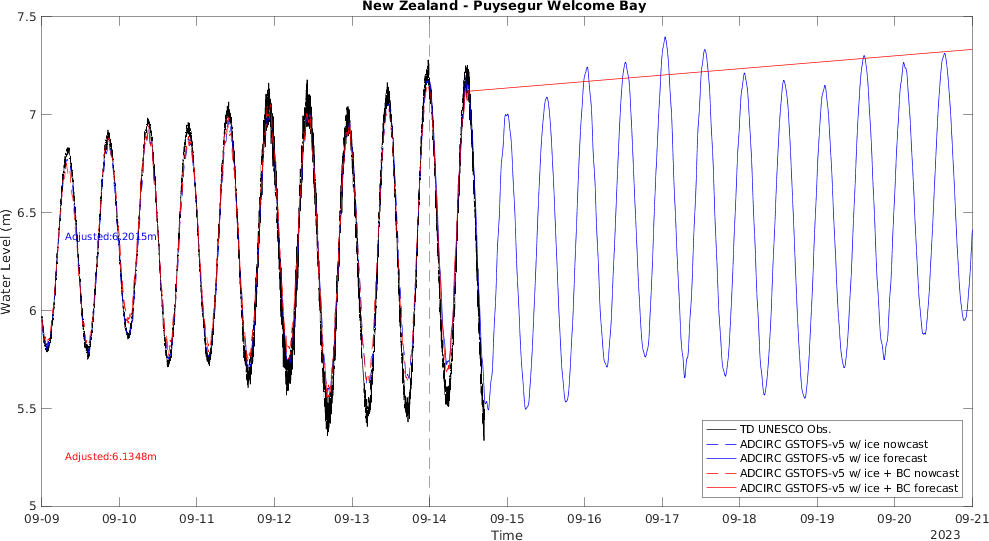 New Zealand - Puysegur Welcome Bay
7.5
7
6.5
6
5.5
5
Water Level (m)
Adjusted:6.2015m
Adjusted:6.1348m
TD UNESCO Obs.
ADCIRC GSTOFS-v5 w/ ice nowcast
ADCIRC GSTOFS-v5 w/ ice forecast
ADCIRC GSTOFS-v5 w/ ice + BC nowcast
ADCIRC GSTOFS-v5 w/ ice + BC forecast
09-09 09-10 09-11 09-12 09-13 09-14 09-15 09-16 09-17 09-18 09-19 09-20 09-21
Time
2023